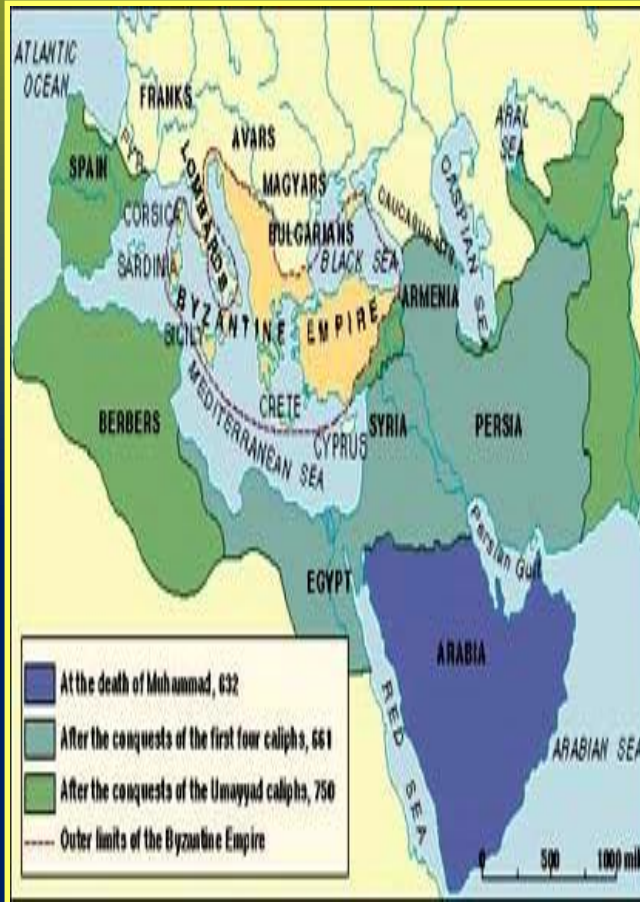 ATLANTIC
OCEAN
FRANKS
AVARS
MAGYARS
BULGARIANS
LOMBARDS
SPAIN
PYR
CORSICA
SARDINIA
SICILY
BYZANTINE EMPIRE
BLACK SEA
ARAL
SEA
CASPIAN SEA
ARMENIA
BERBERS
MEDITERRANEAN SEA
CRETE
CYPRUS
SYRIA
PERSIA
Persian Gulf
EGYPT
ARABIA
RED SEA
ARABIAN SEA
At the death of Muhammad, 632
After the conquests of the first four caliphs, 661
After the conquests of the Umayyad caliphs, 750
Outer limits of the Byzantine Empire
0 500 1000 mil